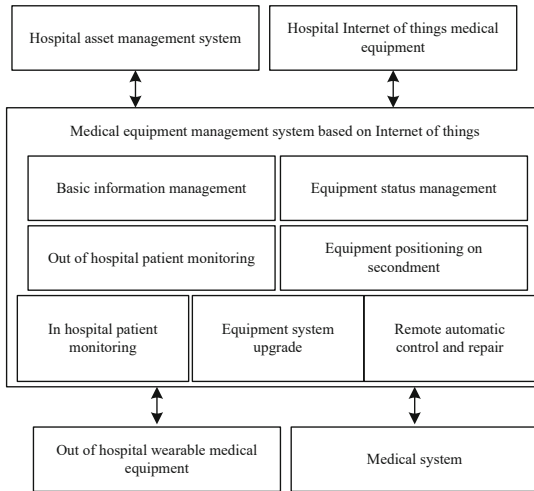 Hospital asset management system
Hospital Internet of things medical
equipment
Medical equipment management system based on Internet of things
Basic information management
Equipment status management
Out of hospital patient monitoring
Equipment positioning on
secondment
In hospital patient
monitoring
Equipment system
upgrade
Remote automatic
control and repair
Out of hospital wearable medical
equipment
Medical system